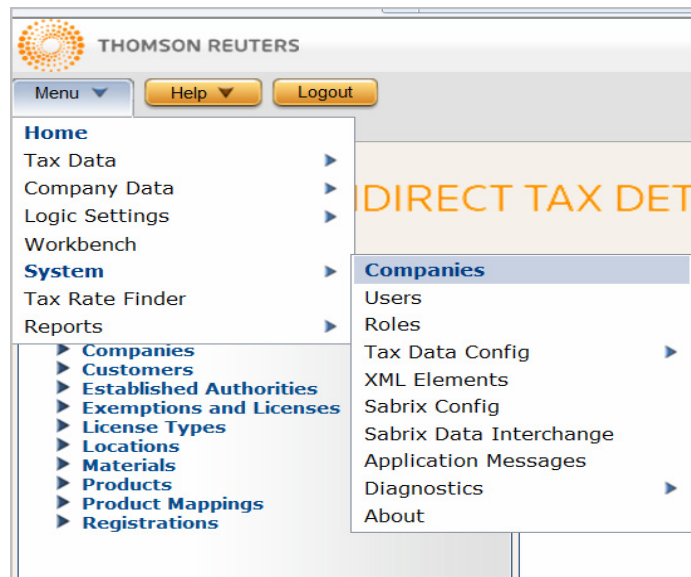 THOMSON REUTERS
Menu
Help
Logout
Home
Tax Data
Company Data
Logic Settings
Workbench
System
Tax Rate Finder
Reports
DIRECT TAX DET
Companies
Users
Roles
Tax Data Config
XML Elements
Sabrix Config
Sabrix Data Interchange
Application Messages
Diagnostics
About
Companies
Customers
Established Authorities
Exemptions and Licenses
License Types
Locations
Materials
Products
Product Mappings
Registrations